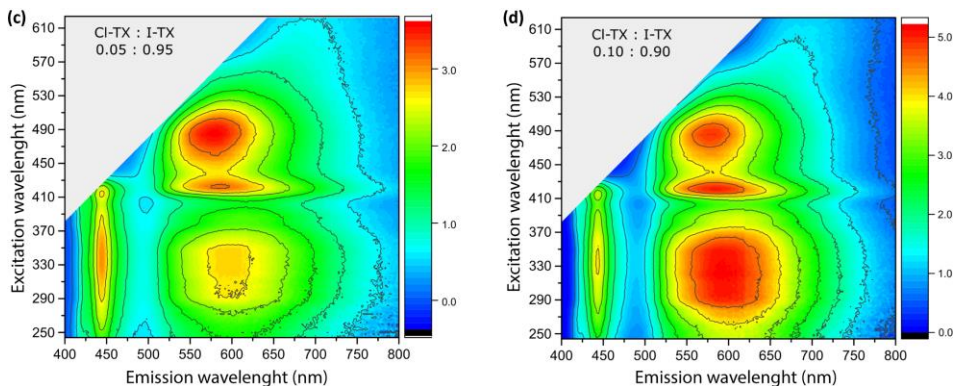 (c)
Cl-TX : I-TX
0.05 : 0.95
Excitation wavelenght (nm)
610
570
530
490
450
410
370
330
290
250
400 450 500 550 600 650 700 750 800
Emission wavelenght (nm)
3.0
2.0
1.0
0.0
(d)
Cl-TX : I-TX
0.10 : 0.90
Excitation wavelenght (nm)
610
570
530
490
450
410
370
330
290
250
400 450 500 550 600 650 700 750 800
Emission wavelenght (nm)
5.0
4.0
3.0
2.0
1.0
0.0